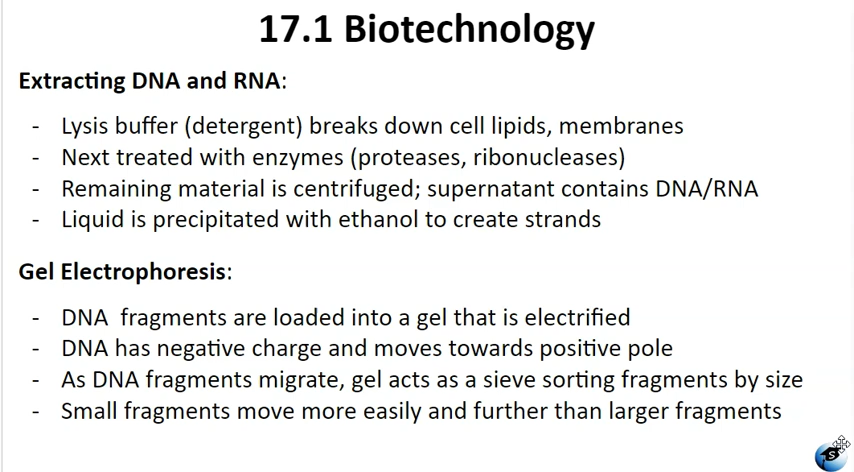 17.1 Biotechnology
Extracting DNA and RNA:
- Lysis buffer (detergent) breaks down cell lipids, membranes
- Next treated with enzymes (proteases, ribonucleases)
- Remaining material is centrifuged; supernatant contains DNA/RNA
- Liquid is precipitated with ethanol to create strands
Gel Electrophoresis:
- DNA  fragments are loaded into a gel that is electrified
- DNA has negative charge and moves towards positive pole
- As DNA fragments migrate, gel acts as a sieve sorting fragments by size
- Small fragments move more easily and further than larger fragments
S